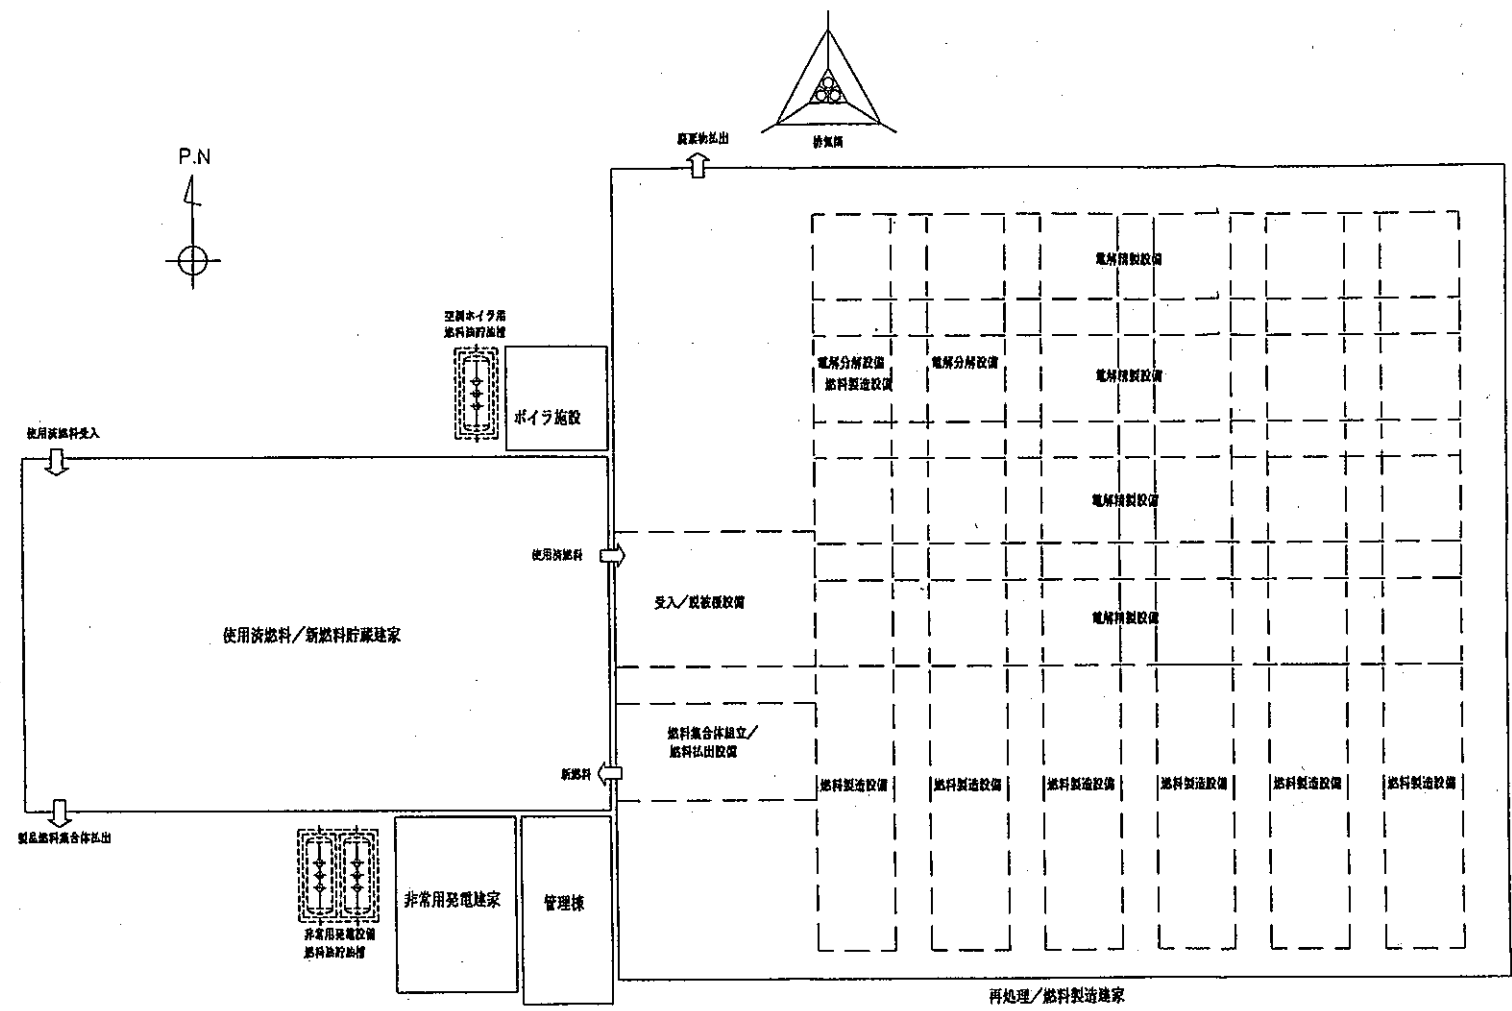 P.N
廃棄物払出
排気筒
空調ボイラ用
燃料油貯油槽
ボイラ施設
使用済燃料受入
使用済燃料
使用済燃料/新燃料貯蔵建家
新燃料
製品燃料集合体払出
非常用発電設備
燃料油貯油槽
非常用発電建家
管理棟
受入/脱被覆設備
燃料集合体組立/
燃料払出設備
電解精製設備
電解分解設備
燃料製造設備
電解分解設備
電解精製設備
電解精製設備
電解精製設備
燃料製造設備
燃料製造設備
燃料製造設備
燃料製造設備
燃料製造設備
燃料製造設備
再処理/燃料製造建家